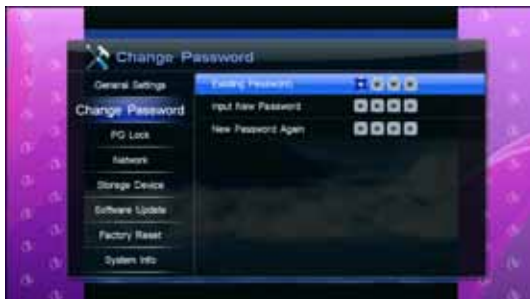 Change Password
General Settings
Existing Password
Change Password
Input New Password
New Password Again
PG Lock
Network
Storage Device
Software Update
Factory Reset
System Info